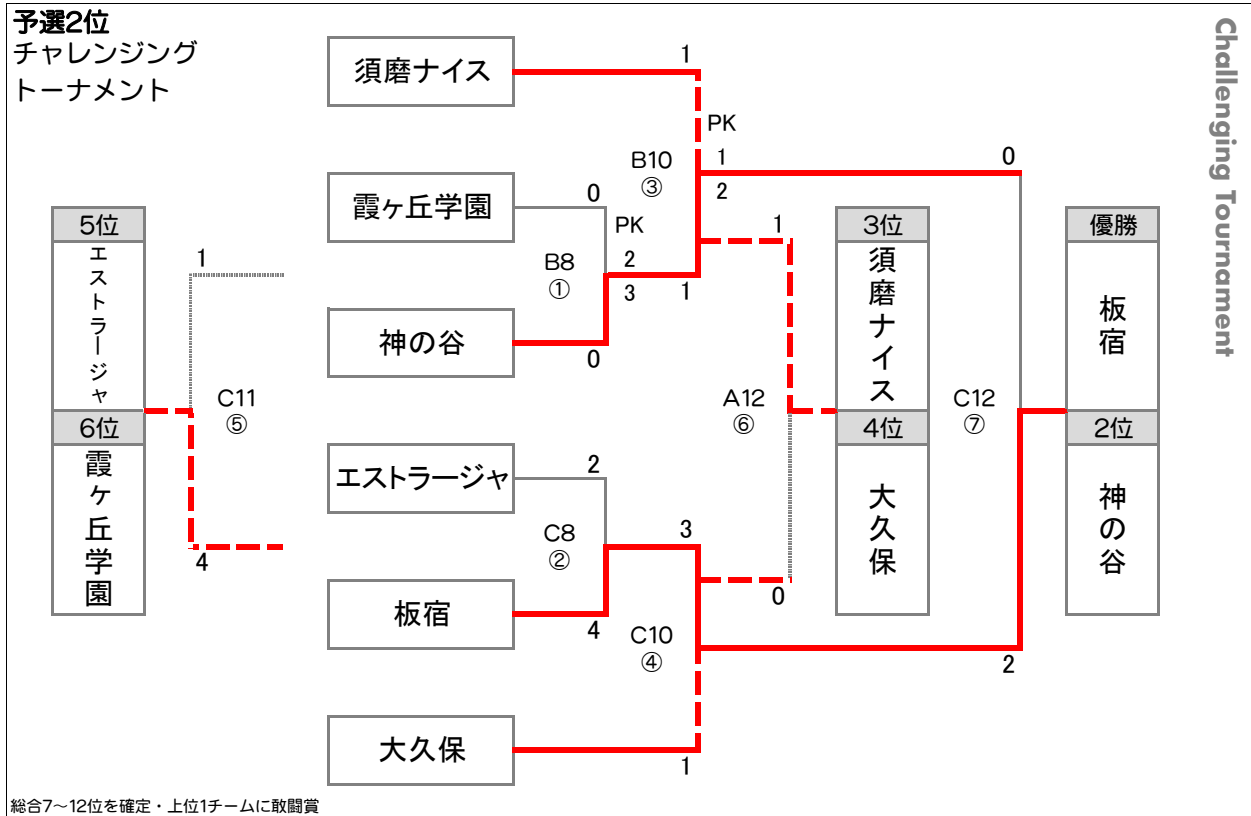 予選2位
チャレンジング
トーナメント
Challenging Tournament
須磨ナイス
1
PK
B10
③
1
2
0
霞ヶ丘学園
0
PK
B8
①
2
3
1
神の谷
0
5位
エストラージャ
6位
霞ヶ丘学園
1
C11
⑤
4
1
A12
⑥
0
3位
須磨ナイス
4位
大久保
C12
⑦
優勝
板宿
2位
神の谷
エストラージャ
2
C8
②
3
板宿
4
C10
④
2
大久保
1
総合7～12位を確定・上位1チームに敢闘賞